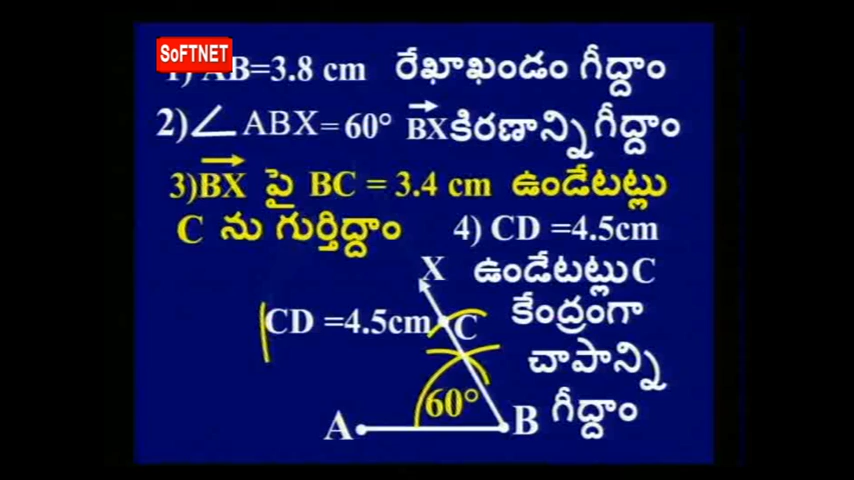 SoFTNET
1) AB=3.8 cm రేఖాఖండం గీద్దాం
2)∠ABX=60° BX కిరణాన్ని గీద్దాం
3)BX పై BC = 3.4 cm ఉండేటట్లు
C ను గుర్తిద్దాం 4) CD =4.5cm
X ఉండేటట్లు C
CD =4.5cm C కేంద్రంగా
చాపాన్ని
60° గీద్దాం
A B